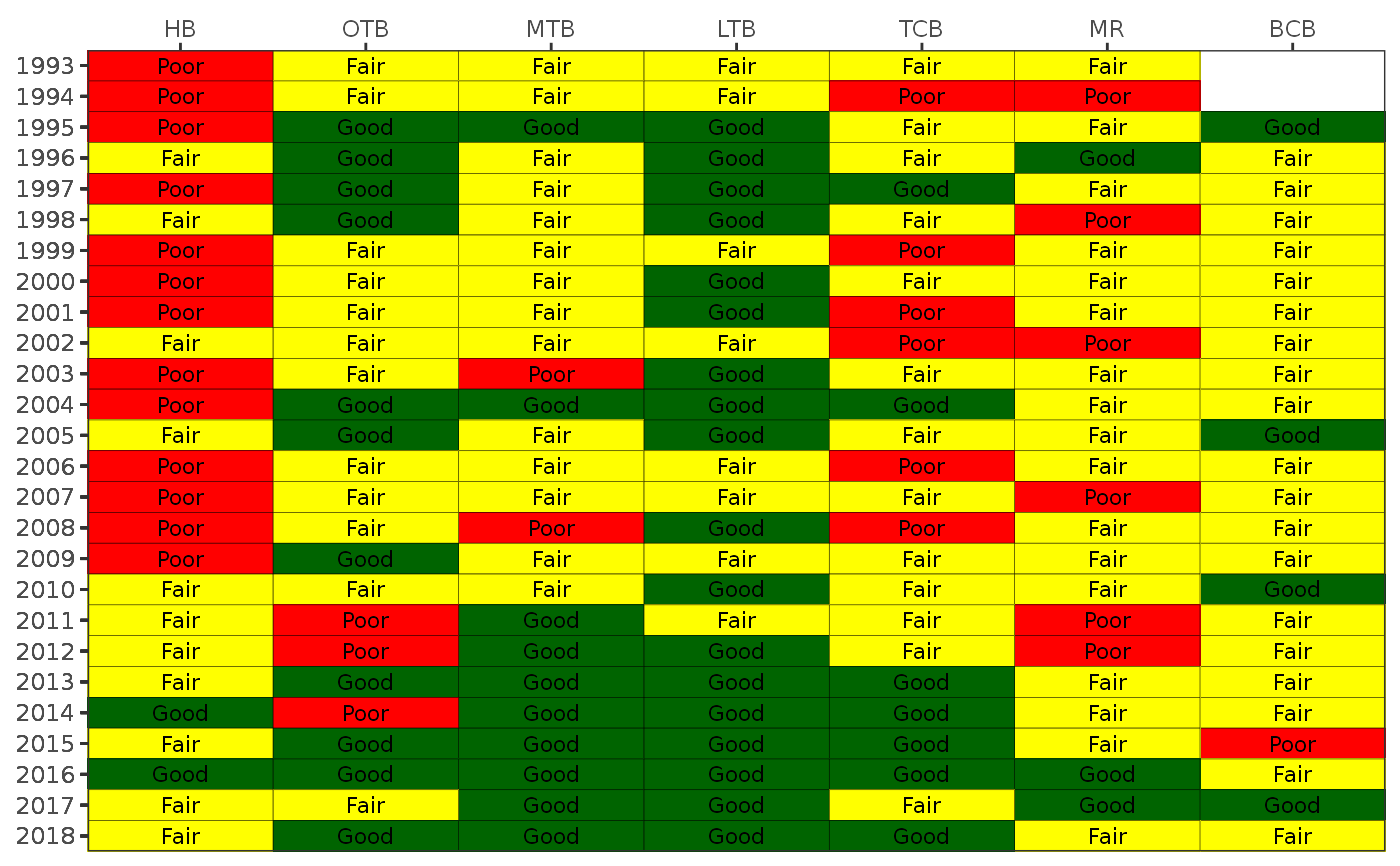 HB OTB MTB LTB TCB MR BCB
1993 Poor Fair Fair Fair Fair Fair
1994 Poor Fair Fair Fair Poor Poor
1995 Poor Good Good Good Fair Fair Good
1996 Fair Good Fair Good Fair Good Fair
1997 Poor Good Fair Good Good Fair Fair
1998 Fair Good Fair Good Fair Poor Fair
1999 Poor Fair Fair Fair Poor Fair Fair
2000 Poor Fair Fair Good Fair Fair Fair
2001 Poor Fair Fair Good Poor Fair Fair
2002 Fair Fair Fair Fair Poor Poor Fair
2003 Poor Fair Poor Good Fair Fair Fair
2004 Poor Good Good Good Good Fair Fair
2005 Fair Good Fair Good Fair Fair Good
2006 Poor Fair Fair Fair Poor Fair Fair
2007 Poor Fair Fair Fair Fair Poor Fair
2008 Poor Fair Poor Good Poor Fair Fair
2009 Poor Good Fair Fair Fair Fair Fair
2010 Fair Fair Fair Good Fair Fair Good
2011 Fair Poor Good Fair Fair Poor Fair
2012 Fair Poor Good Good Fair Poor Fair
2013 Fair Good Good Good Good Fair Fair
2014 Good Poor Good Good Good Fair Fair
2015 Fair Good Good Good Good Fair Poor
2016 Good Good Good Good Good Good Fair
2017 Fair Fair Good Good Fair Good Good
2018 Fair Good Good Good Good Fair Fair